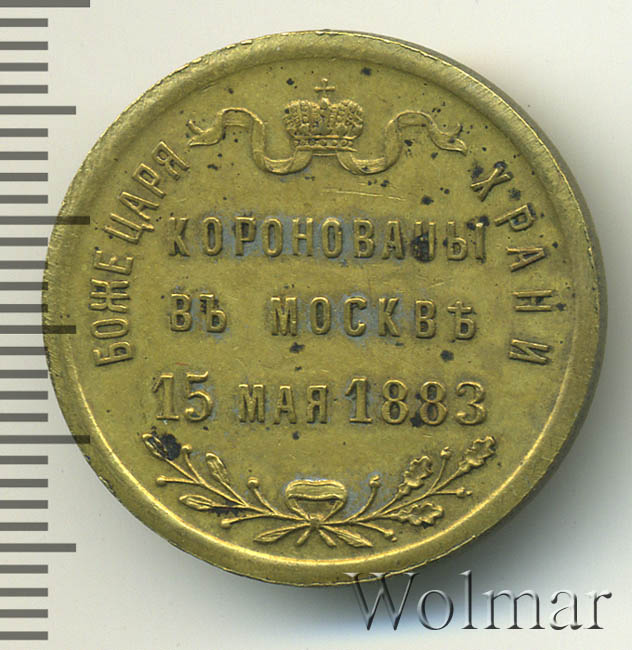 БОЖЕ ЦАРЯ ХРАНИ
КОРОНОВАНЫ
ВЪ МОСКВѢ
15 МАЯ 1883
Wolmar